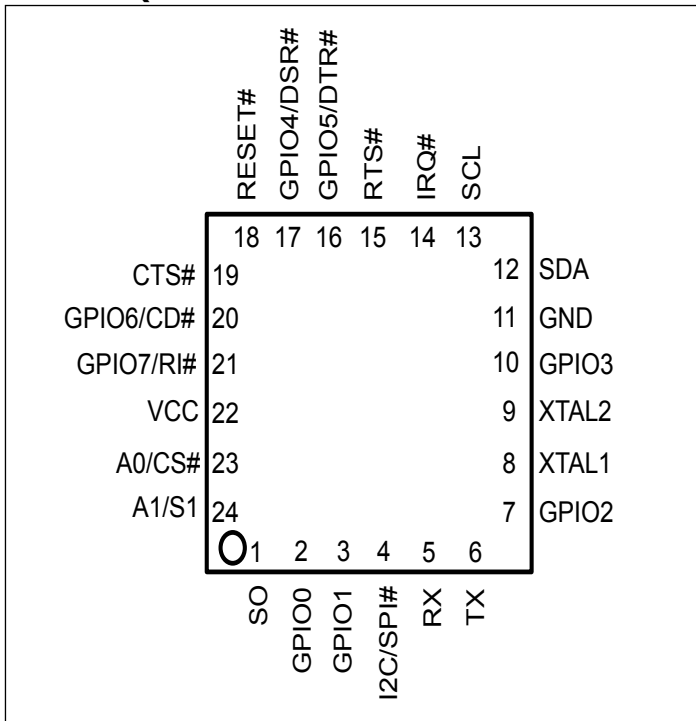 RESET#
GPIO4/DSR#
GPIO5/DTR#
RTS#
IRQ#
SCL
18 17 16 15 14 13
CTS# 19 12 SDA
GPIO6/CD# 20 11 GND
GPIO7/RI# 21 10 GPIO3
VCC 22 9 XTAL2
A0/CS# 23 8 XTAL1
A1/S1 24 7 GPIO2
1 2 3 4 5 6
SO
GPIO0
GPIO1
I2C/SPI#
RX
TX